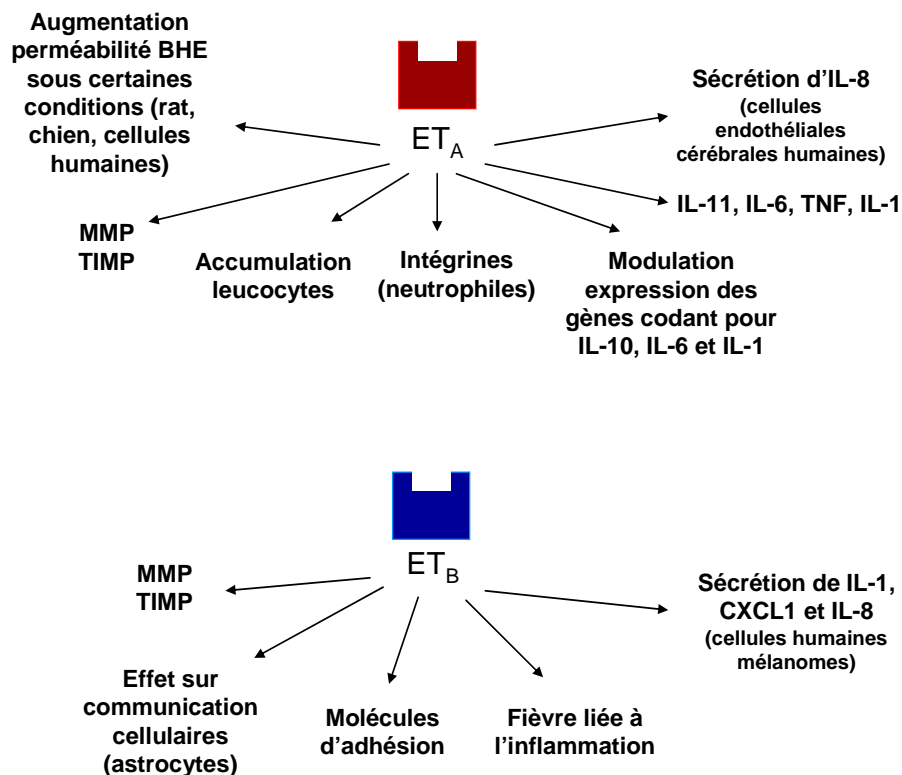 Augmentation
perméabilité BHE
sous certaines
conditions (rat,
chien, cellules
humaines)
ET_A
Sécrétion d'IL-8
(cellules
endothéliales
cérébrales humaines)
IL-11, IL-6, TNF, IL-1
MMP
TIMP
Accumulation
leucocytes
Intégrines
(neutrophiles)
Modulation
expression des
gènes codant pour
IL-10, IL-6 et IL-1
ET_B
MMP
TIMP
Sécrétion de IL-1,
CXCL1 et IL-8
(cellules humaines
mélanomes)
Effet sur
communication
cellulaires
(astrocytes)
Molécules
d'adhésion
Fièvre liée à
l'inflammation